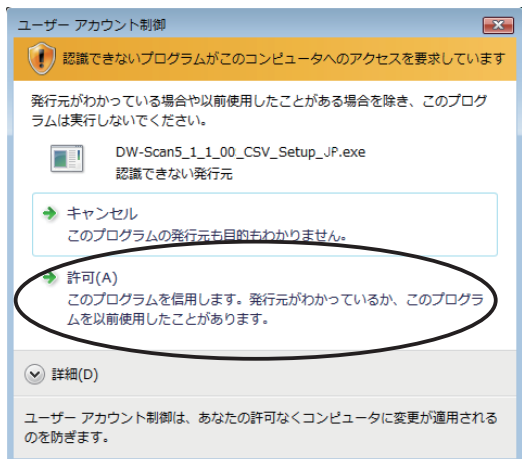 ユーザー アカウント制御
認識できないプログラムがこのコンピュータへのアクセスを要求しています
発行元がわかっている場合や以前使用したことがある場合を除き、このプログ
ラムは実行しないでください。
DW-Scan5_1_1_00_CSV_Setup_JP.exe
認識できない発行元
キャンセル
このプログラムの発行元も目的もわかりません。
許可(A)
このプログラムを信用します。発行元がわかっているか、このプログラ
ムを以前使用したことがあります。
詳細(D)
ユーザー アカウント制御は、あなたの許可なくコンピュータに変更が適用される
のを防ぎます。